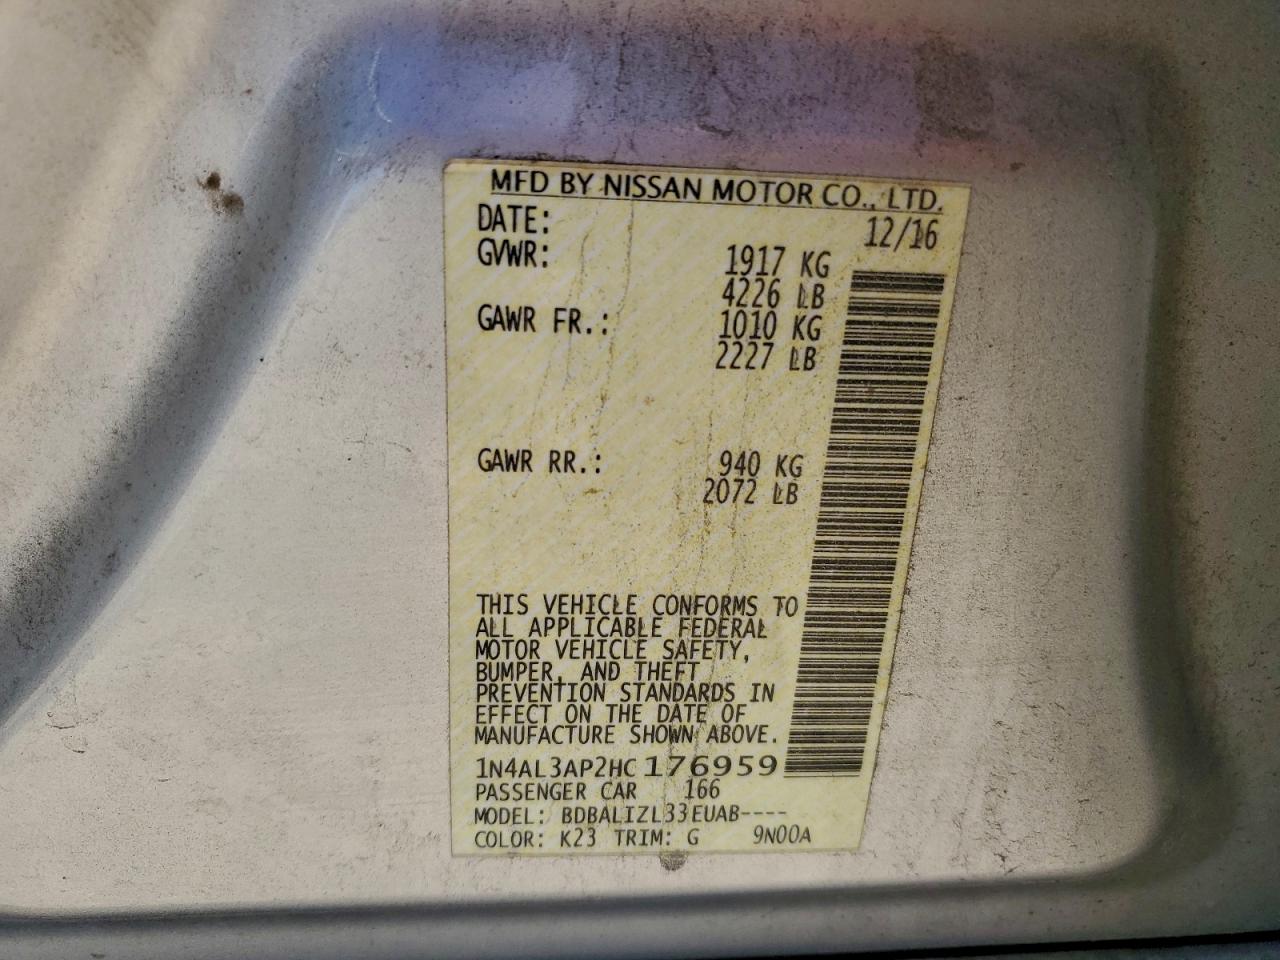 MFD BY NISSAN MOTOR CO., LTD.
DATE: 12/16
GVWR: 1917 KG
4226 LB
GAWR FR.: 1010 KG
2227 LB
GAWR RR.: 940 KG
2072 LB
THIS VEHICLE CONFORMS TO
ALL APPLICABLE FEDERAL
MOTOR VEHICLE SAFETY,
BUMPER, AND THEFT
PREVENTION STANDARDS IN
EFFECT ON THE DATE OF
MANUFACTURE SHOWN ABOVE.
1N4AL3AP2HC176959
PASSENGER CAR 166
MODEL: BDBALIZL33EUAB----
COLOR: K23 TRIM: G 9N00A